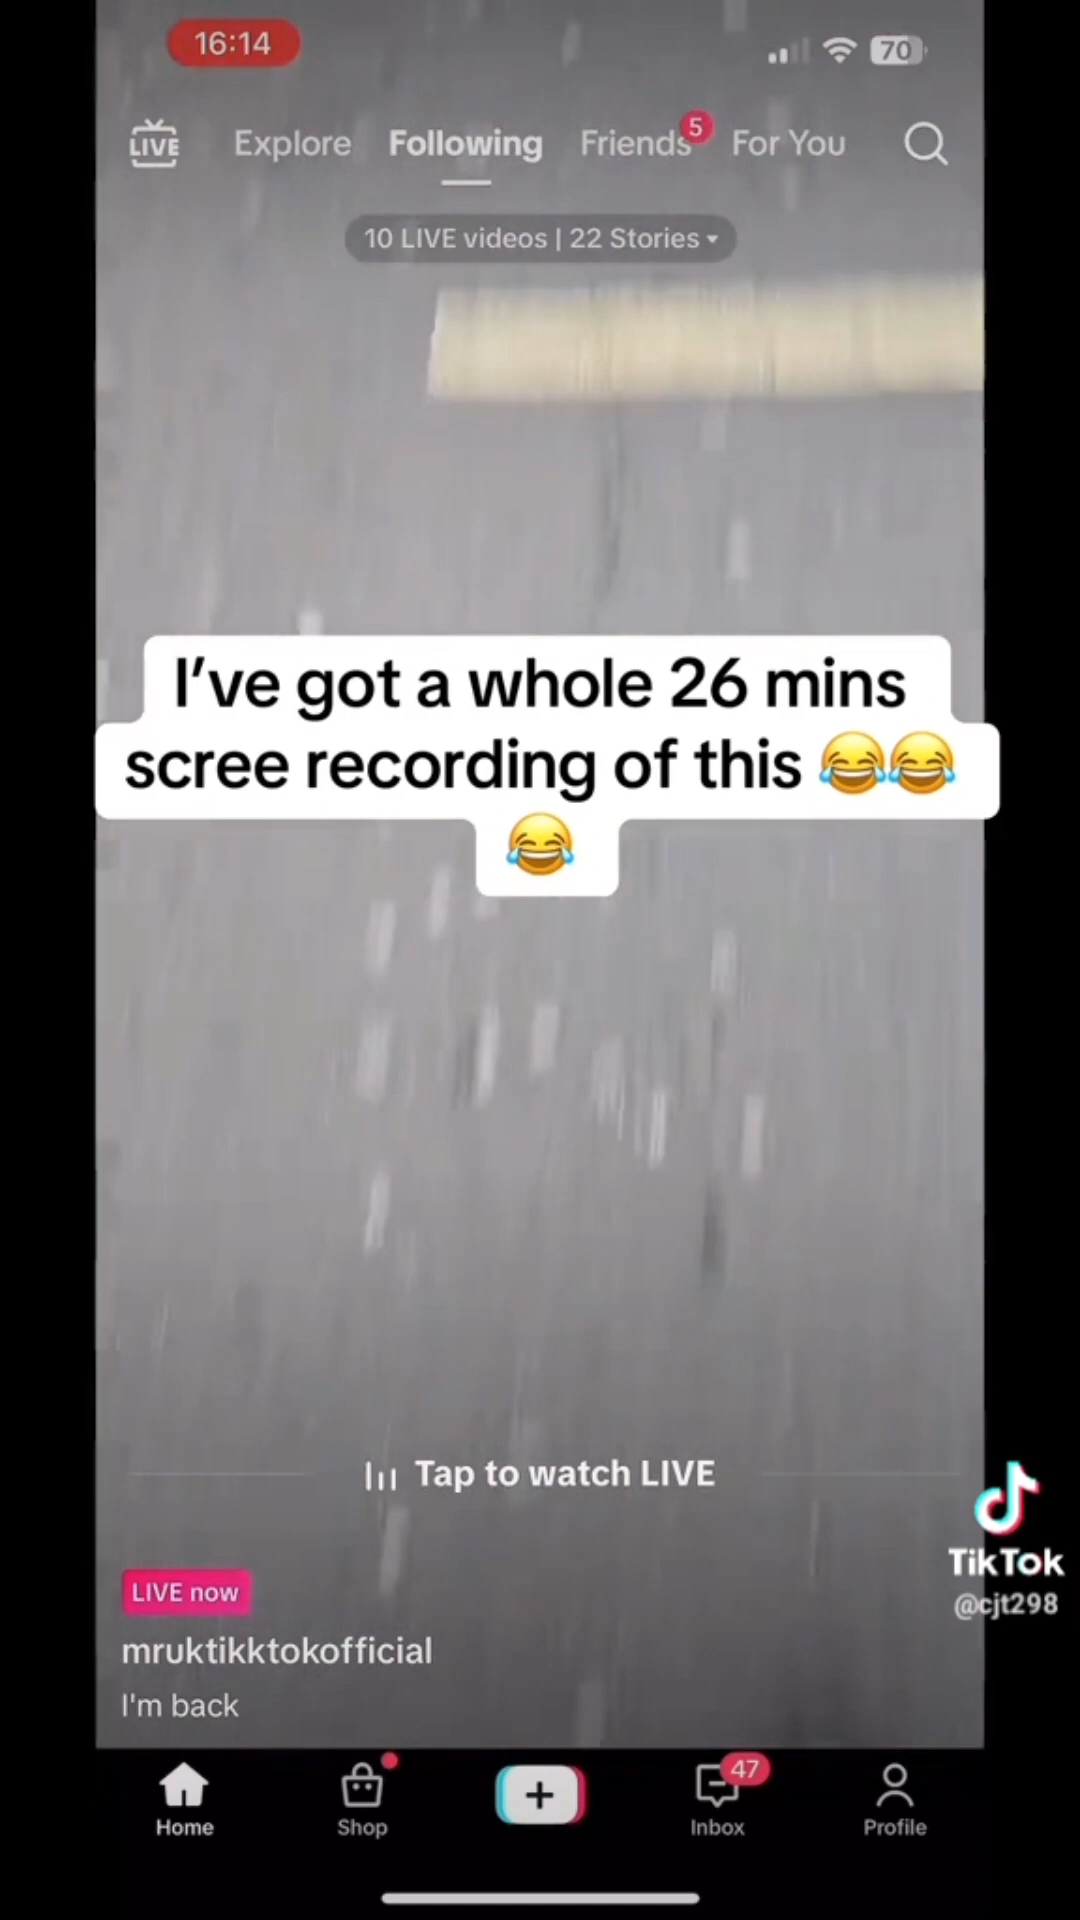 16:14
70
LIVE
Explore
Following
Friends
5
For You
10 LIVE videos | 22 Stories
I’ve got a whole 26 mins
scree recording of this 😂😂
😂
Tap to watch LIVE
TikTok
@cjt298
LIVE now
mruktikktokofficial
I'm back
47
Home
Shop
Inbox
Profile